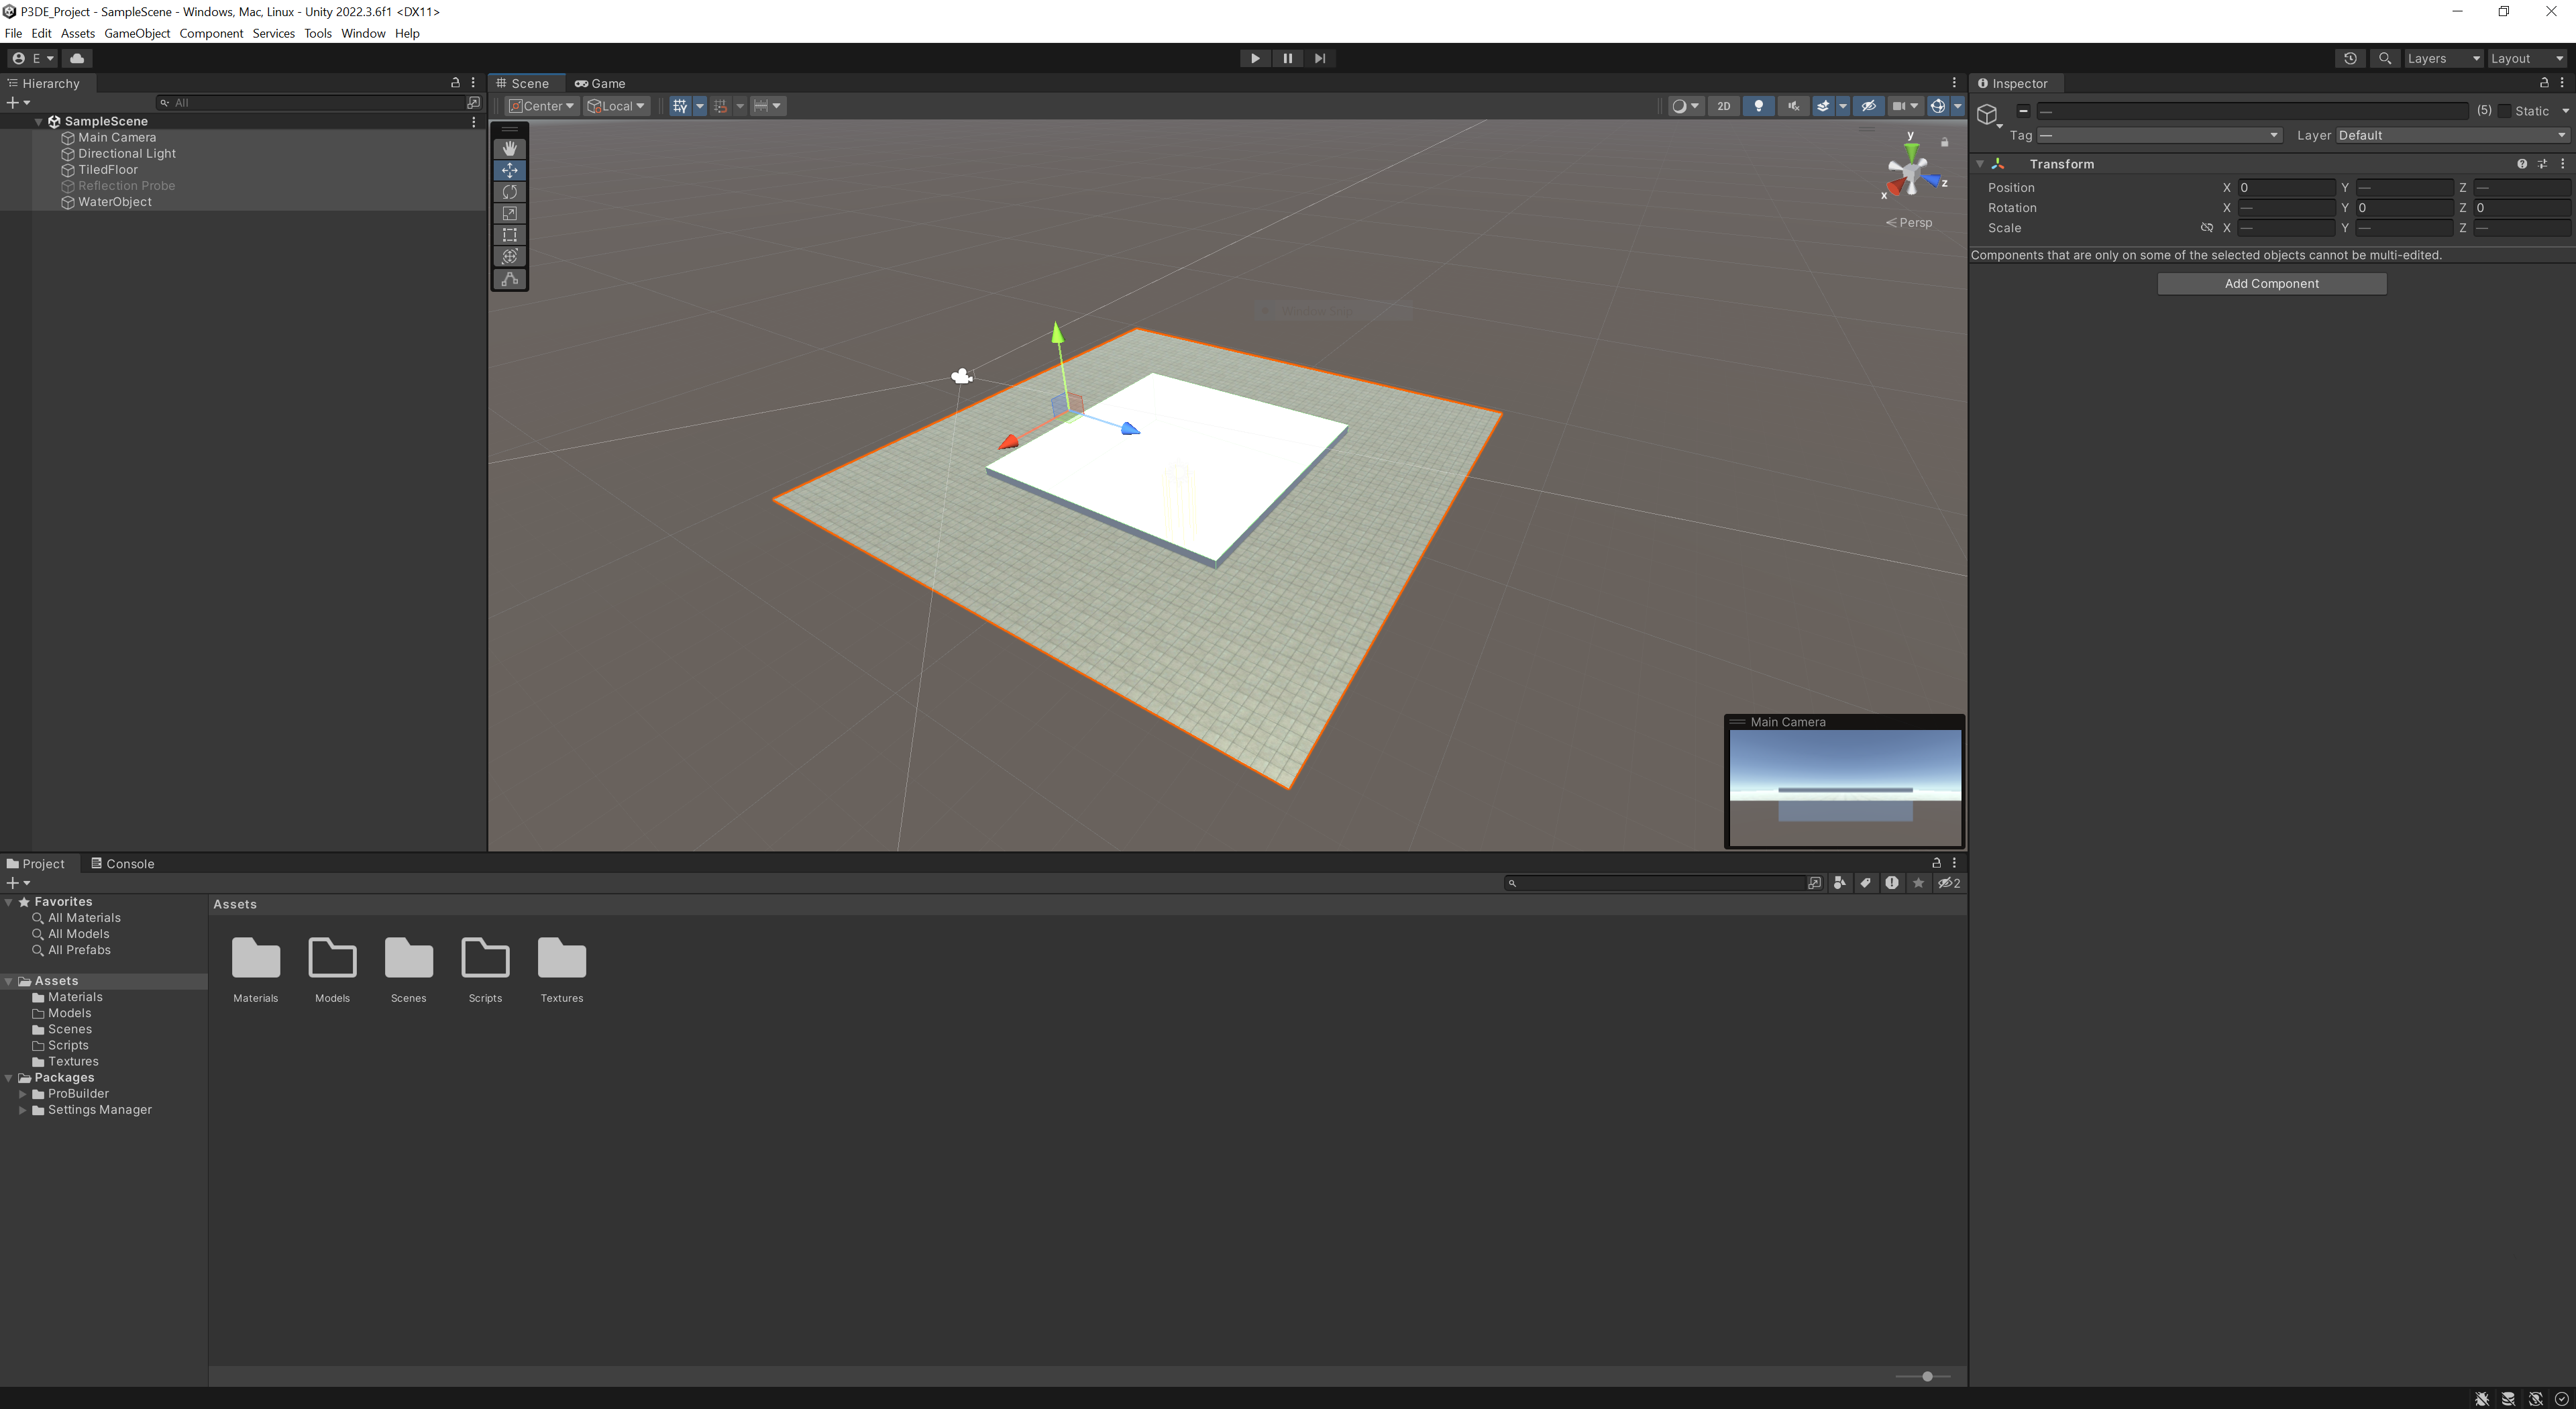 P3DE_Project - SampleScene - Windows, Mac, Linux - Unity 2022.3.6f1 <DX11>
File Edit Assets GameObject Component Services Tools Window Help
E Layers Layout
Hierarchy
All
SampleScene
Main Camera
Directional Light
TiledFloor
Reflection Probe
WaterObject
Scene Game
Center Local 2D
y
x
z
Persp
Main Camera
Inspector
— (5) Static
Tag — Layer Default
Transform
Position X 0 Y — Z —
Rotation X — Y 0 Z 0
Scale X — Y — Z —
Components that are only on some of the selected objects cannot be multi-edited.
Add Component
Project Console
2
Favorites
All Materials
All Models
All Prefabs
Assets
Materials
Models
Scenes
Scripts
Textures
Packages
ProBuilder
Settings Manager
Assets
Materials Models Scenes Scripts Textures